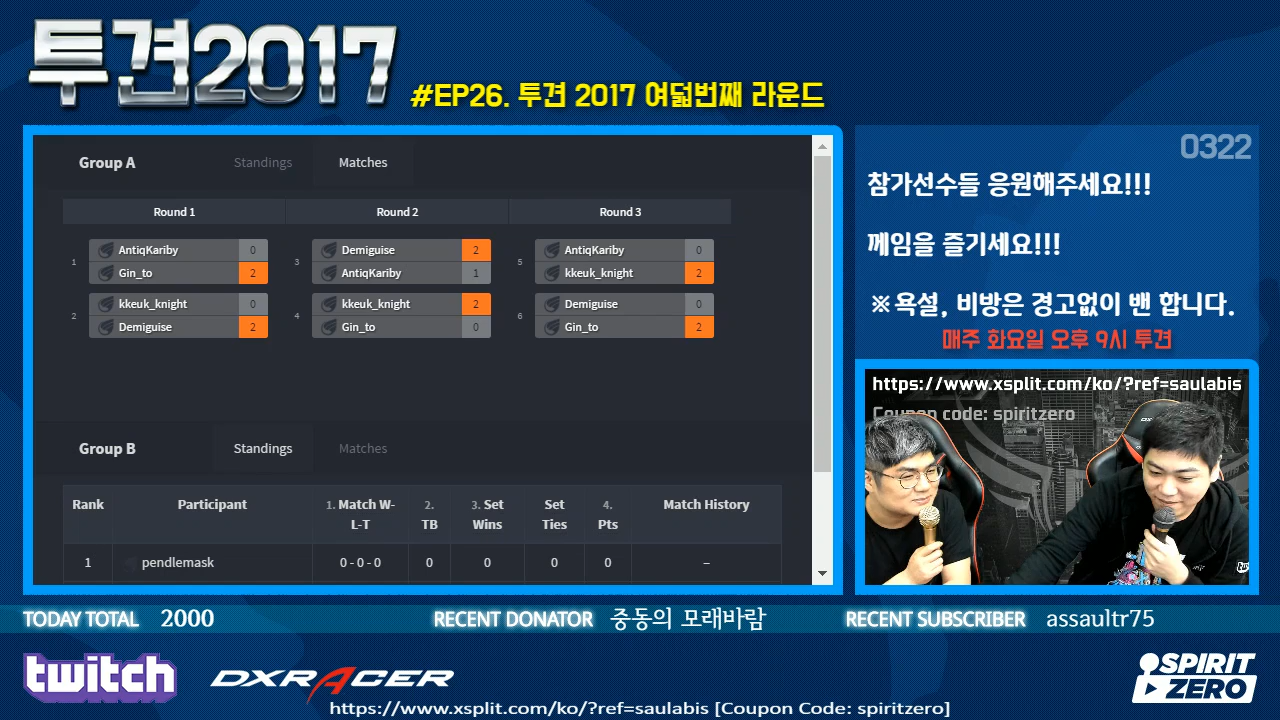 투견2017
#EP26. 투견 2017 여덟번째 라운드
Group A Standings Matches
Round 1 Round 2 Round 3
1 AntiqKariby 0
Gin_to 2
2 kkeuk_knight 0
Demiguise 2
3 Demiguise 2
AntiqKariby 1
4 kkeuk_knight 2
Gin_to 0
5 AntiqKariby 0
kkeuk_knight 2
6 Demiguise 0
Gin_to 2
Group B Standings Matches
Rank Participant 1. Match W-L-T 2. TB 3. Set Wins Set Ties 4. Pts Match History
1 pendlemask 0 - 0 - 0 0 0 0 0 –
0322
참가선수들 응원해주세요!!!
께임을 즐기세요!!!
※욕설, 비방은 경고없이 밴 합니다.
매주 화요일 오후 9시 투견
https://www.xsplit.com/ko/?ref=saulabis
Coupon code: spiritzero
TODAY TOTAL 2000 RECENT DONATOR 중동의 모래바람 RECENT SUBSCRIBER assaultr75
twitch DXRACER SPIRIT ZERO
https://www.xsplit.com/ko/?ref=saulabis [Coupon Code: spiritzero]